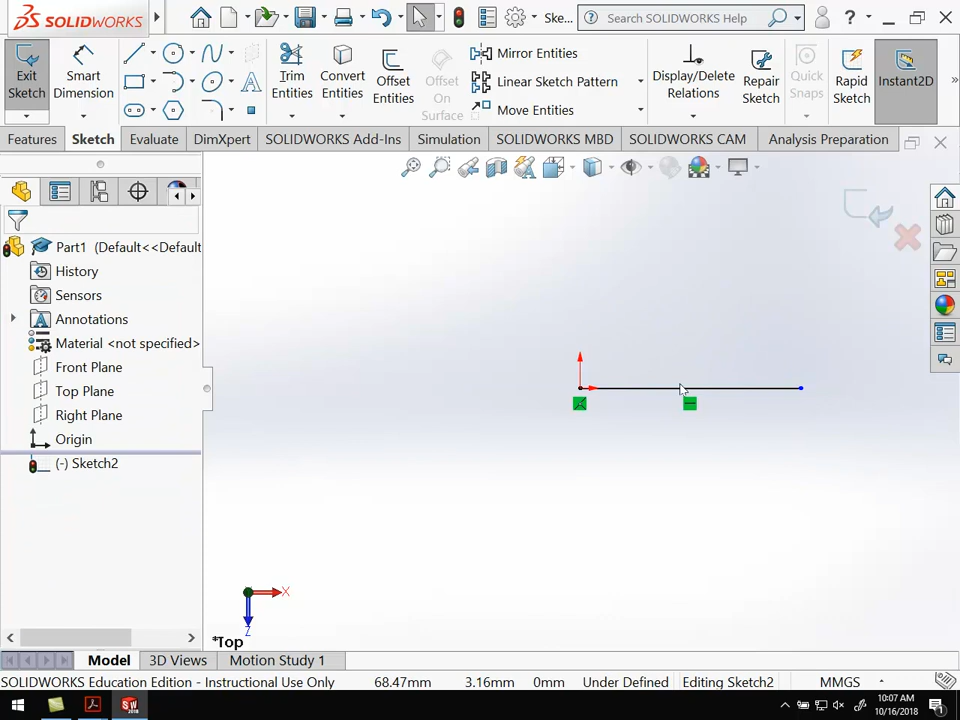 SOLIDWORKS
Ske...
Search SOLIDWORKS Help
?
Exit Sketch
Smart Dimension
Trim Entities
Convert Entities
Offset Entities
Offset On Surface
Mirror Entities
Linear Sketch Pattern
Move Entities
Display/Delete Relations
Repair Sketch
Quick Snaps
Rapid Sketch
Instant2D
Features
Sketch
Evaluate
DimXpert
SOLIDWORKS Add-Ins
Simulation
SOLIDWORKS MBD
SOLIDWORKS CAM
Analysis Preparation
Part1 (Default<<Default
History
Sensors
Annotations
Material <not specified>
Front Plane
Top Plane
Right Plane
Origin
(-) Sketch2
X
Z
*Top
Model
3D Views
Motion Study 1
SOLIDWORKS Education Edition - Instructional Use Only
68.47mm
3.16mm
0mm
Under Defined
Editing Sketch2
MMGS
10:07 AM
10/16/2018